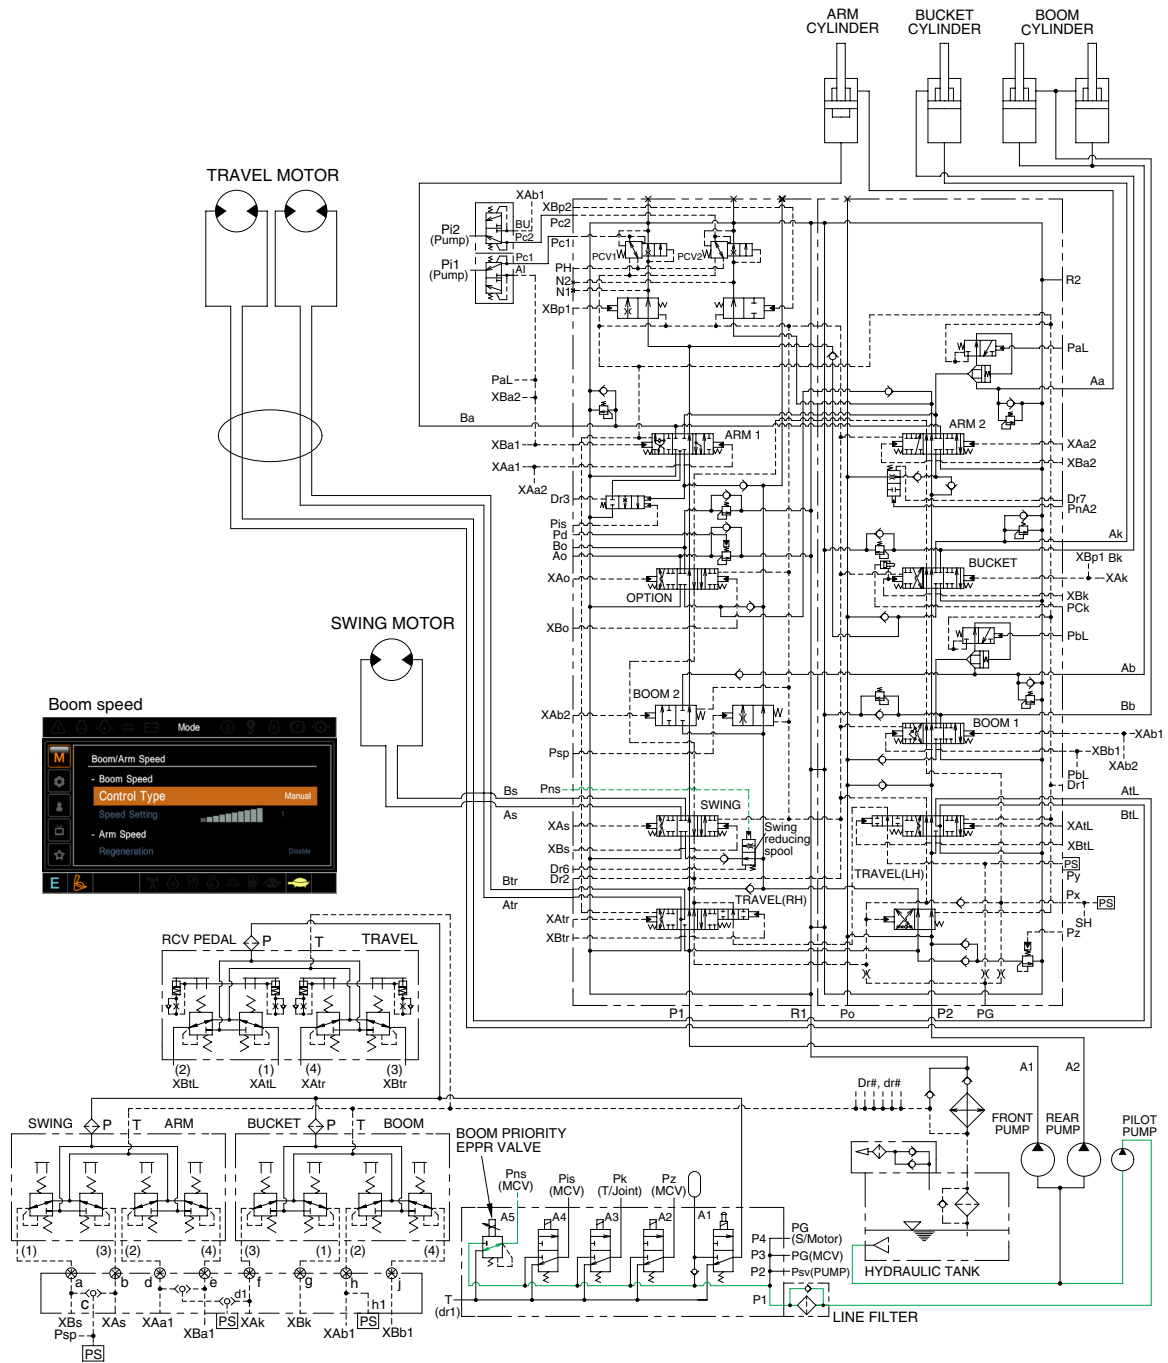 ARM
CYLINDER
BUCKET
CYLINDER
BOOM
CYLINDER
TRAVEL MOTOR
XAb1
XBp2
Pc2
Pc1
PH
N2
N1
XBp1
Pi2
(Pump)
BU
Pc2
Pi1
(Pump)
Pc1
AI
PCV1
PCV2
R2
PaL
Aa
PaL
XBa2
Ba
XBa1
XAa1
XAa2
ARM 1
ARM 2
XAa2
XBa2
Dr3
Dr7
PnA2
Pis
Pd
Bo
Ao
Ak
XBp1 Bk
XAk
XAo
OPTION
BUCKET
XBk
PCk
XBo
PbL
SWING MOTOR
Ab
BOOM 2
Bb
XAb2
BOOM 1
XAb1
XBb1
XAb2
Psp
PbL
Dr1
Boom speed
Mode
M
Boom/Arm Speed
- Boom Speed
Control Type
Manual
Speed Setting
1
- Arm Speed
Regeneration
Disable
E
Pns
Bs
As
AtL
BtL
SWING
XAs
XBs
Swing
reducing
spool
XAtL
XBtL
Dr6
Dr2
TRAVEL(LH)
PS
Py
Btr
Atr
TRAVEL(RH)
Px
PS
SH
XAtr
XBtr
Pz
RCV PEDAL
P
T
TRAVEL
P1
R1
Po
P2
PG
(2)
XBtL
(1)
XAtL
(4)
XAtr
(3)
XBtr
A1
A2
Dr#, dr#
FRONT
PUMP
REAR
PUMP
PILOT
PUMP
SWING
P
T
ARM
BUCKET
P
T
BOOM
BOOM PRIORITY
EPPR VALVE
Pns
(MCV)
Pis
(MCV)
Pk
(T/Joint)
Pz
(MCV)
A5
A4
A3
A2
A1
PG
(S/Motor)
P4
P3
PG(MCV)
P2
Psv(PUMP)
P1
T
(dr1)
HYDRAULIC TANK
LINE FILTER
(1)
(3)
(2)
(4)
(3)
(1)
(2)
(4)
a
b
d
e
f
g
h
j
c
d1
h1
XBs
XAs
XAa1
XBa1
PS
XAk
XBk
XAb1
PS
XBb1
Psp
PS